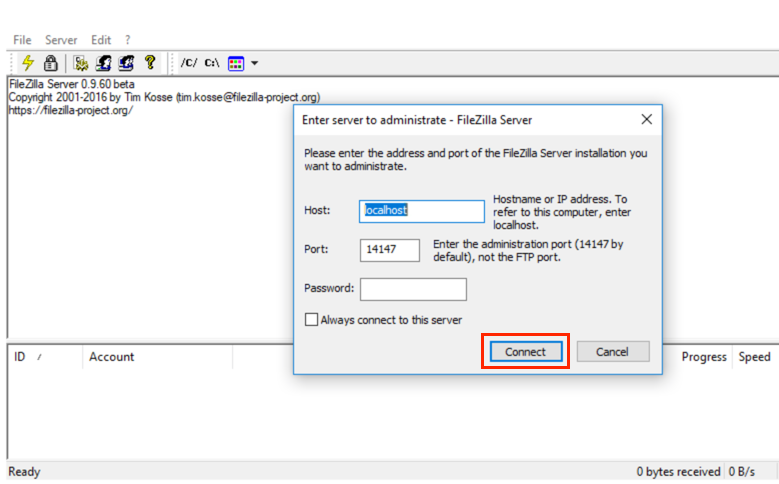 File Server Edit ?
/C/ C:\
FileZilla Server 0.9.60 beta
Copyright 2001-2016 by Tim Kosse (tim.kosse@filezilla-project.org)
https://filezilla-project.org/
Enter server to administrate - FileZilla Server
Please enter the address and port of the FileZilla Server installation you
want to administrate.
Host: localhost
Hostname or IP address. To
refer to this computer, enter
localhost.
Port: 14147
Enter the administration port (14147 by
default), not the FTP port.
Password:
Always connect to this server
Connect Cancel
ID / Account Progress Speed
Ready 0 bytes received 0 B/s